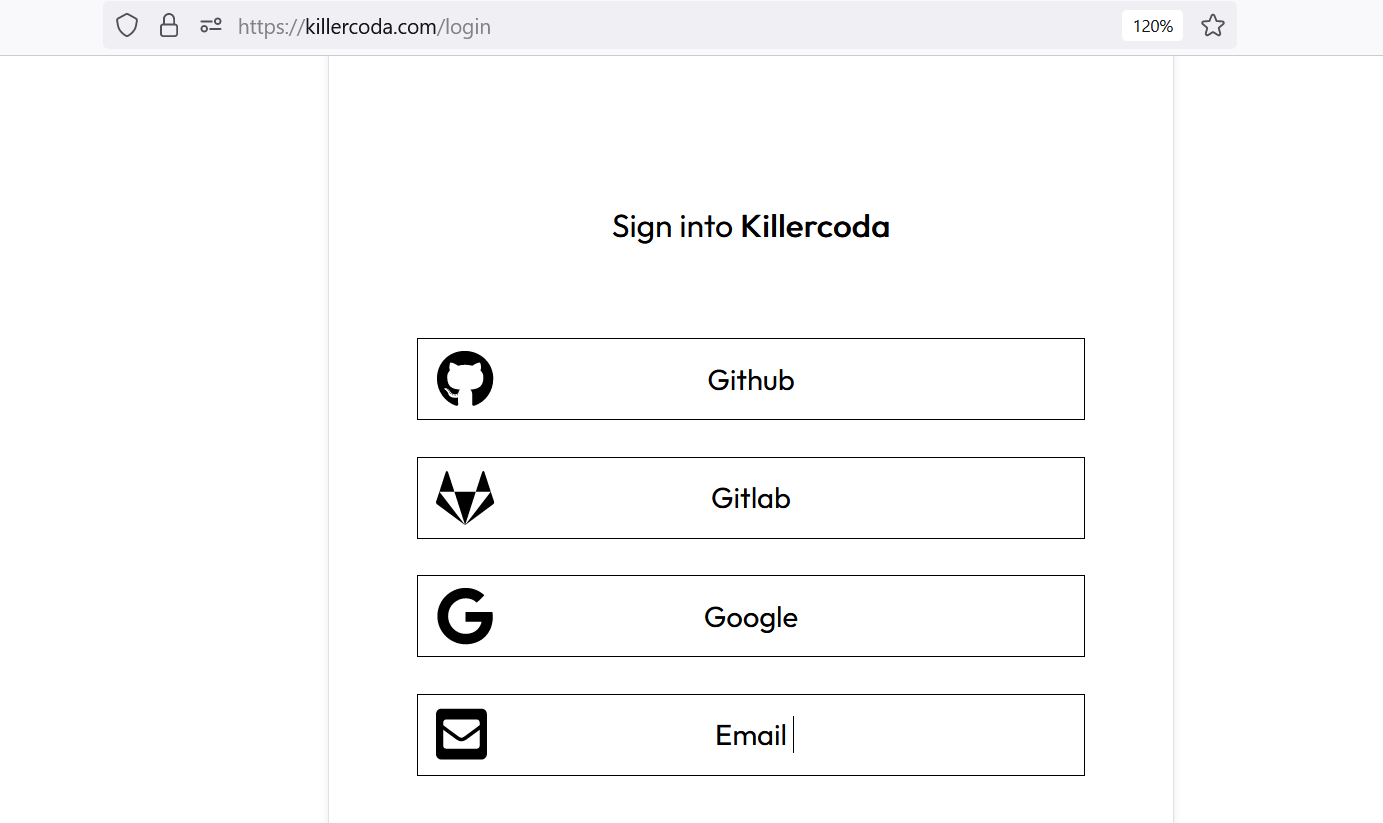 https://killercoda.com/login
120%
Sign into Killercoda
Github
Gitlab
Google
Email